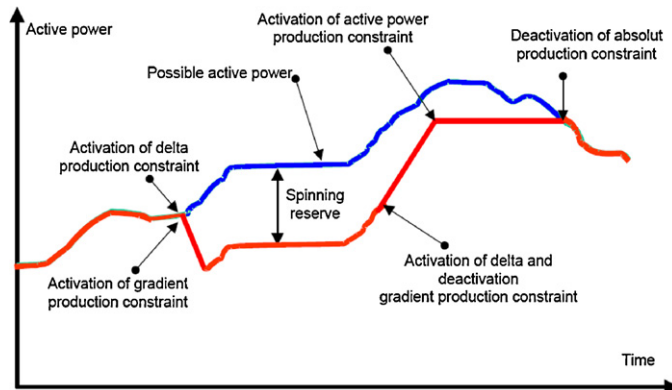 Active power
Activation of active power
production constraint
Deactivation of absolut
production constraint
Possible active power
Activation of delta
production constraint
Spinning
reserve
Activation of gradient
production constraint
Activation of delta and
deactivation
gradient production constraint
Time